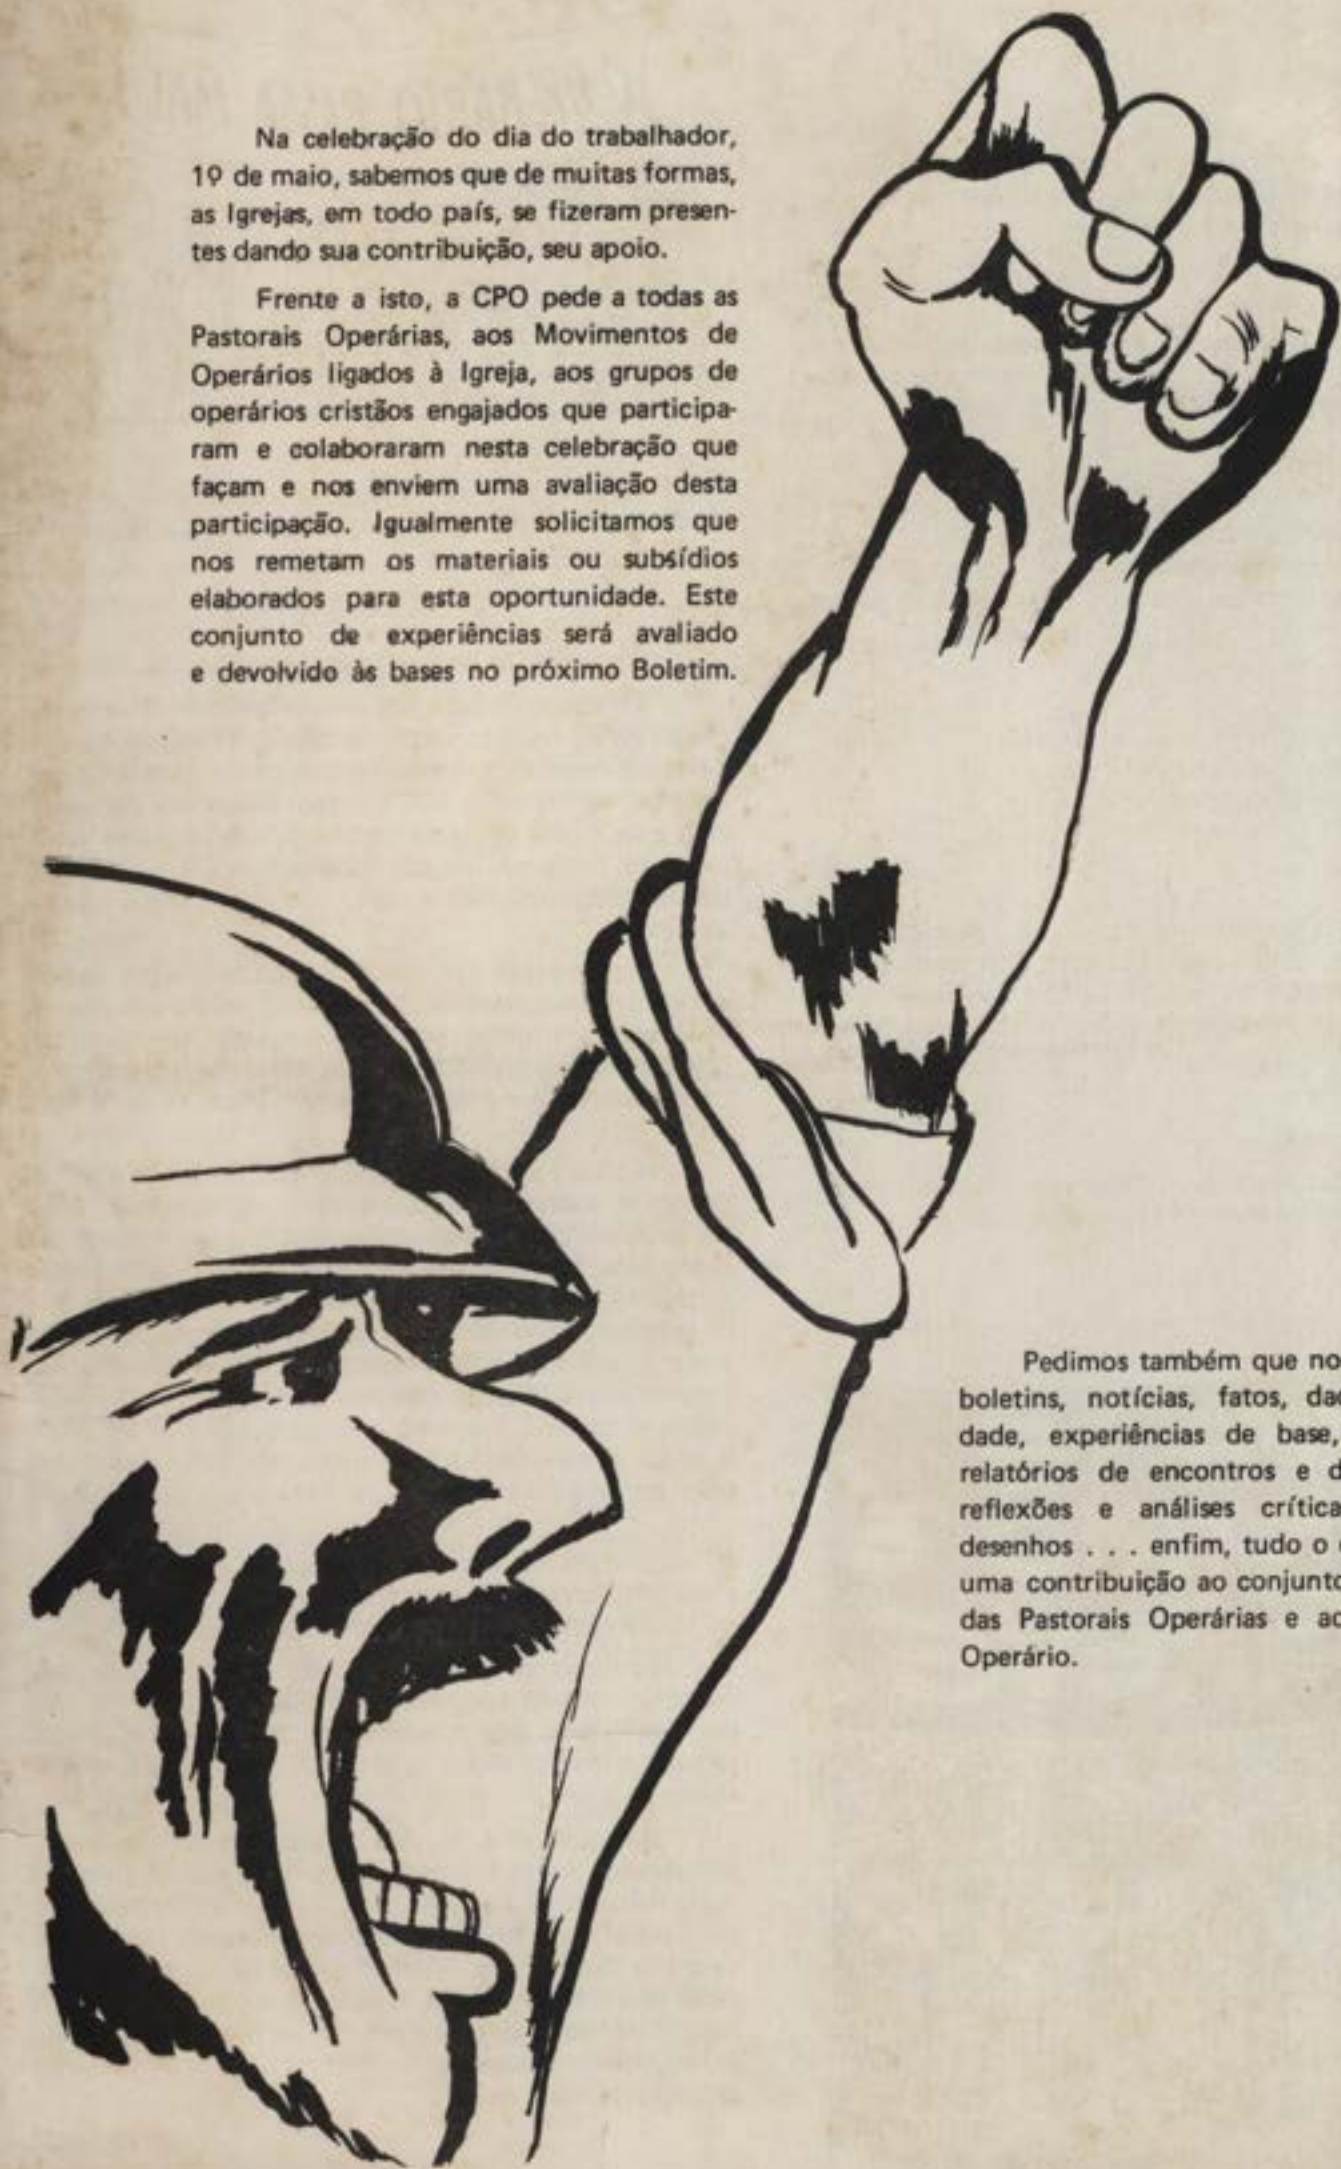 Na celebração do dia do trabalhador,
1º de maio, sabemos que de muitas formas,
as Igrejas, em todo país, se fizeram presen-
tes dando sua contribuição, seu apoio.
Frente a isto, a CPO pede a todas as
Pastorais Operárias, aos Movimentos de
Operários ligados à Igreja, aos grupos de
operários cristãos engajados que participa-
ram e colaboraram nesta celebração que
façam e nos enviem uma avaliação desta
participação. Igualmente solicitamos que
nos remetam os materiais ou subsídios
elaborados para esta oportunidade. Este
conjunto de experiências será avaliado
e devolvido às bases no próximo Boletim.
Pedimos também que
boletins, notícias, fatos,
dade, experiências de base,
relatórios de encontros e
reflexões e análises
desenhos . . . enfim, tudo o
uma contribuição ao conjunto
das Pastorais Operárias e
Operário.